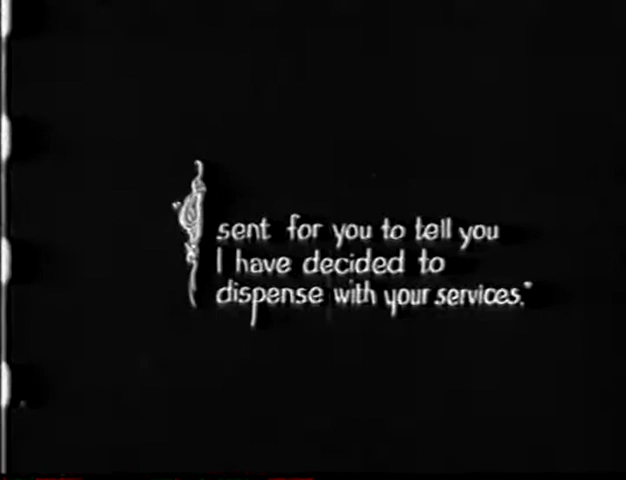 I sent for you to tell you
I have decided to
dispense with your services."